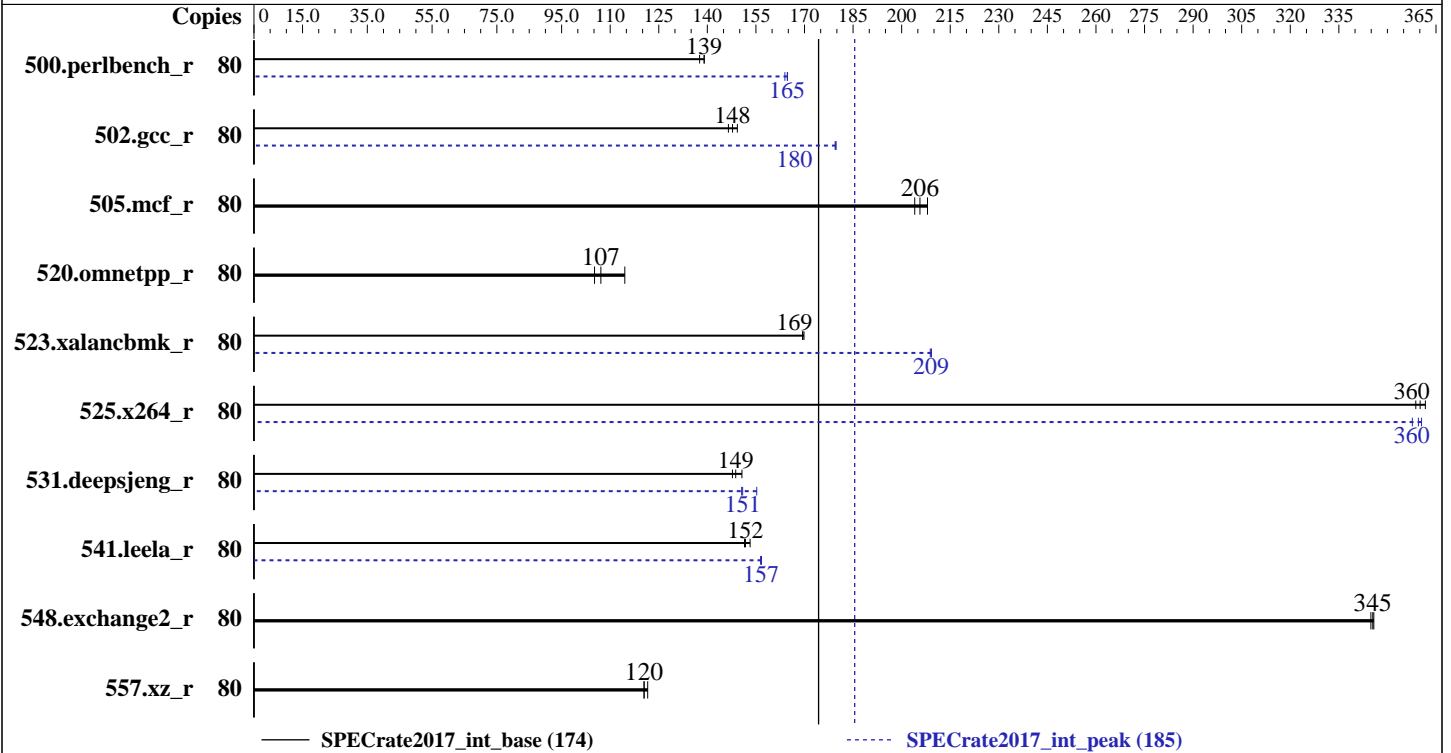 Copies 0 15.0 35.0 55.0 75.0 95.0 110 125 140 155 170 185 200 215 230 245 260 275 290 305 320 335 365
139
500.perlbench_r 80
165
148
502.gcc_r 80
180
206
505.mcf_r 80
107
520.omnetpp_r 80
169
523.xalancbmk_r 80
209
360
525.x264_r 80
360
149
531.deepsjeng_r 80
151
152
541.leela_r 80
157
345
548.exchange2_r 80
120
557.xz_r 80
SPECrate2017_int_base (174) SPECrate2017_int_peak (185)